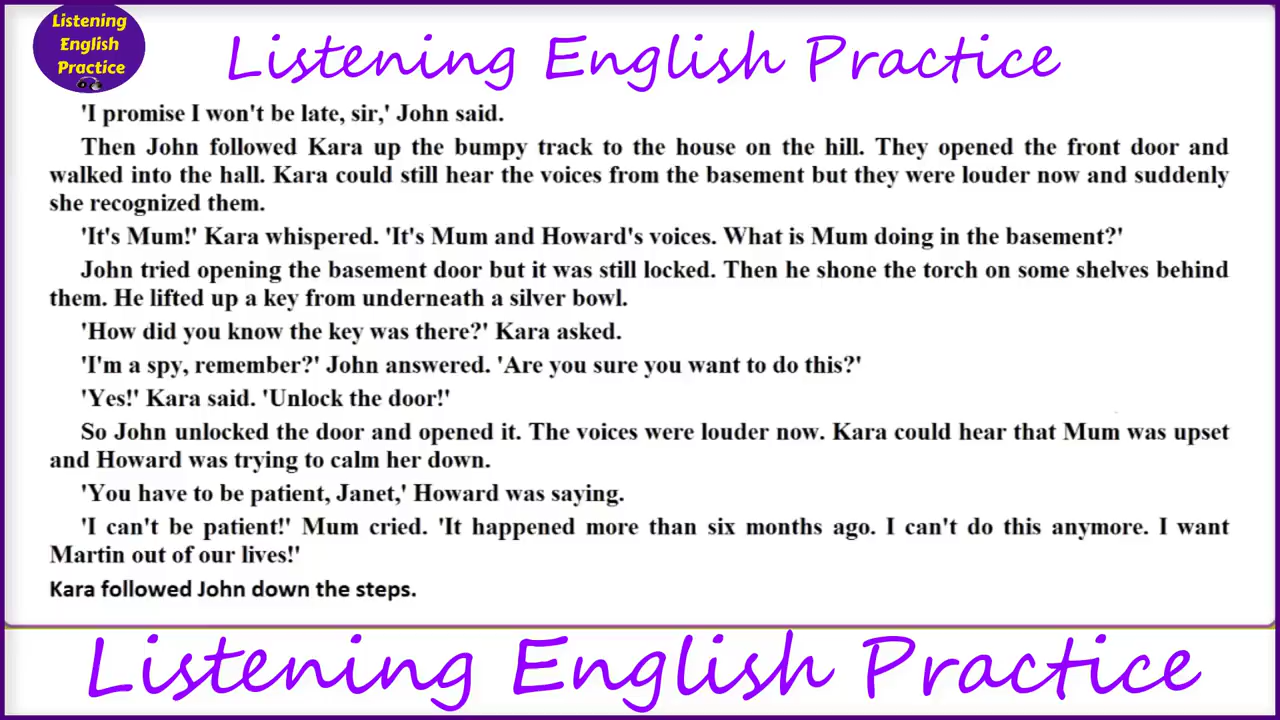 Listening
English
Practice
Listening English Practice
'I promise I won't be late, sir,' John said.
Then John followed Kara up the bumpy track to the house on the hill. They opened the front door and
walked into the hall. Kara could still hear the voices from the basement but they were louder now and suddenly
she recognized them.
'It's Mum!' Kara whispered. 'It's Mum and Howard's voices. What is Mum doing in the basement?'
John tried opening the basement door but it was still locked. Then he shone the torch on some shelves behind
them. He lifted up a key from underneath a silver bowl.
'How did you know the key was there?' Kara asked.
'I'm a spy, remember?' John answered. 'Are you sure you want to do this?'
'Yes!' Kara said. 'Unlock the door!'
So John unlocked the door and opened it. The voices were louder now. Kara could hear that Mum was upset
and Howard was trying to calm her down.
'You have to be patient, Janet,' Howard was saying.
'I can't be patient!' Mum cried. 'It happened more than six months ago. I can't do this anymore. I want
Martin out of our lives!'
Kara followed John down the steps.
Listening English Practice